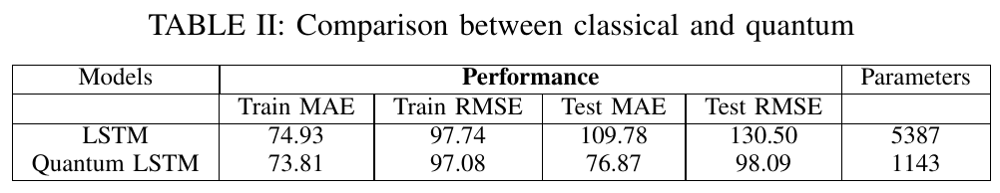 TABLE II: Comparison between classical and quantum
Models Performance Parameters
Train MAE Train RMSE Test MAE Test RMSE
LSTM 74.93 97.74 109.78 130.50 5387
Quantum LSTM 73.81 97.08 76.87 98.09 1143